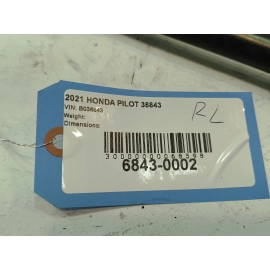 2021 HONDA PILOT 36843
VIN: B036843
Weight:
Dimensions:
RL
6843-0002